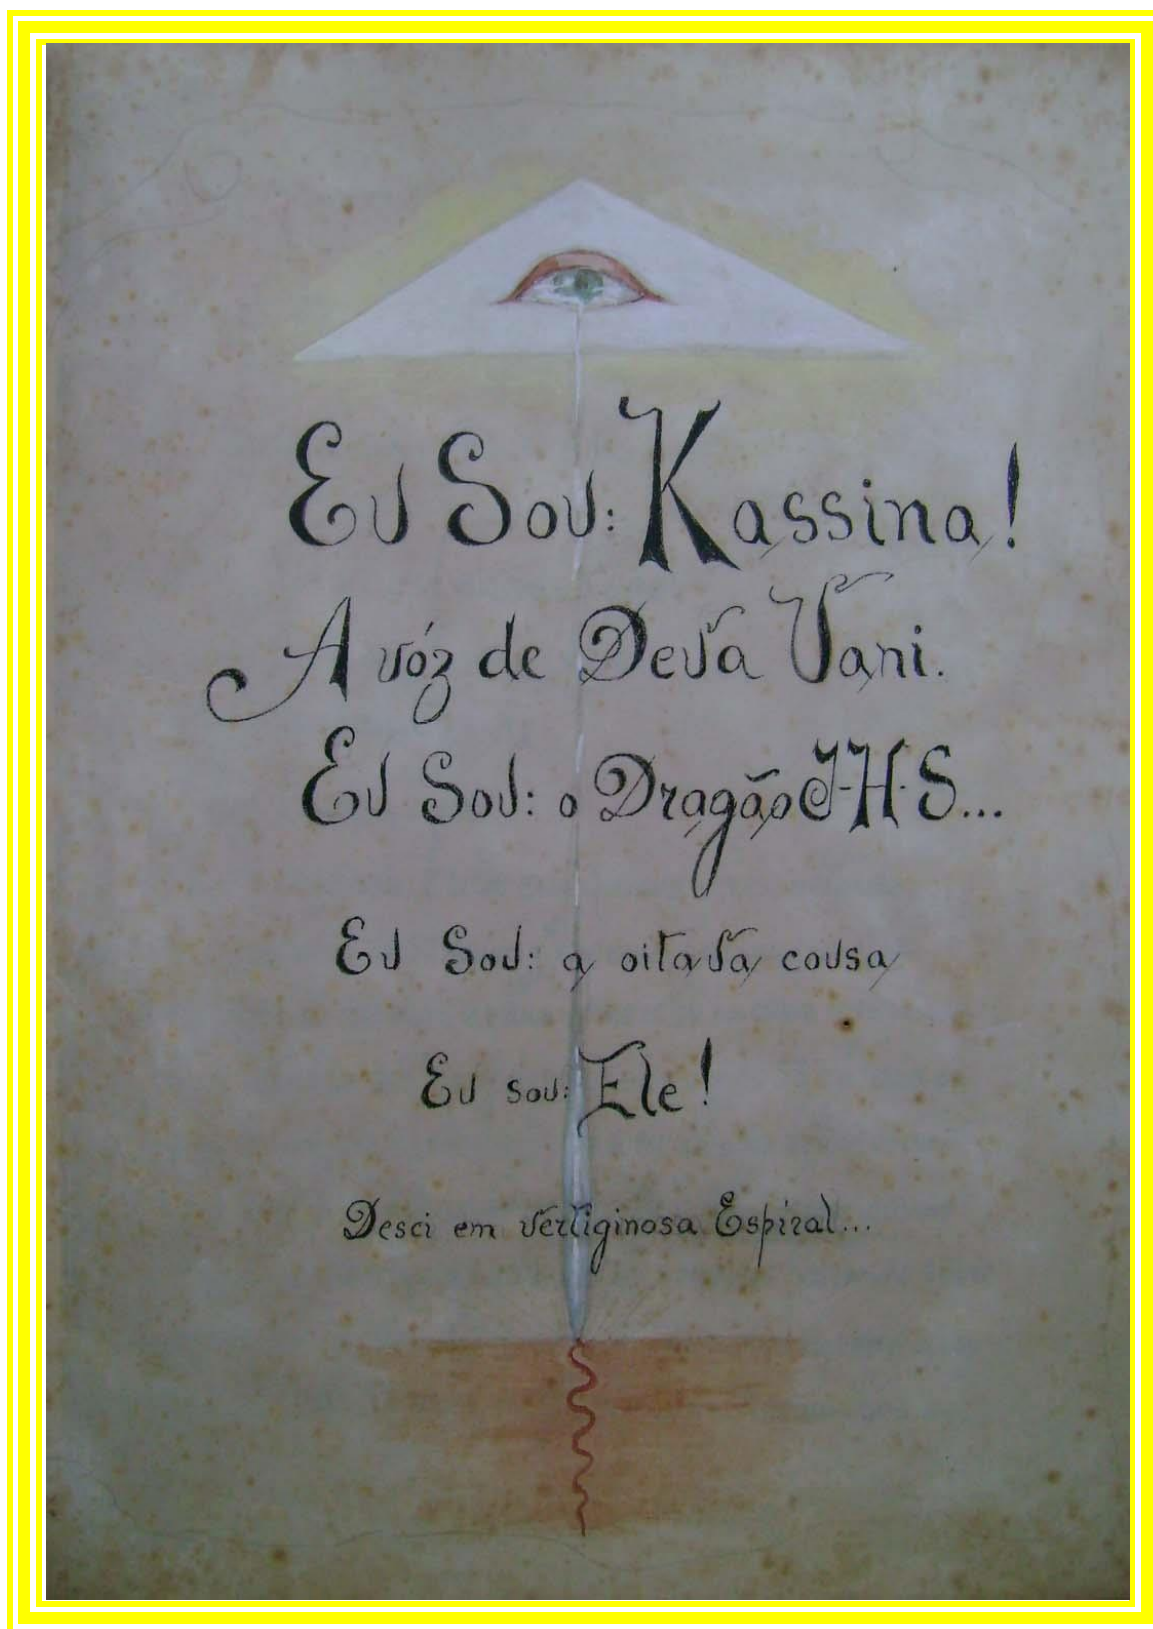 Eu Sou: Kassina!
A vóz de Deva Vani.
Eu Sou: o Dragão J-H-S...
Eu Sou: a oitava cousa
Eu sou: Ele!
Desci em vertiginosa Espiral...